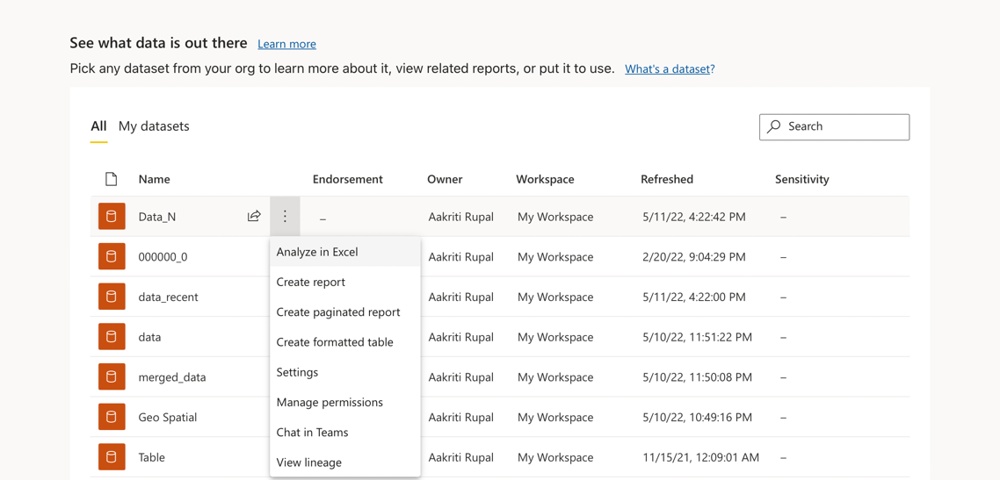 See what data is out there Learn more
Pick any dataset from your org to learn more about it, view related reports, or put it to use. What's a dataset?
All My datasets
Search
Name Endorsement Owner Workspace Refreshed Sensitivity
Data_N – Aakriti Rupal My Workspace 5/11/22, 4:22:42 PM –
Analyze in Excel
000000_0 Aakriti Rupal My Workspace 2/20/22, 9:04:29 PM –
Create report
data_recent Aakriti Rupal My Workspace 5/11/22, 4:22:00 PM –
Create paginated report
data Aakriti Rupal My Workspace 5/10/22, 11:51:22 PM –
Create formatted table
Settings
merged_data Aakriti Rupal My Workspace 5/10/22, 11:50:08 PM –
Manage permissions
Geo Spatial Aakriti Rupal My Workspace 5/10/22, 10:49:16 PM –
Chat in Teams
Table Aakriti Rupal My Workspace 11/15/21, 12:09:01 AM –
View lineage